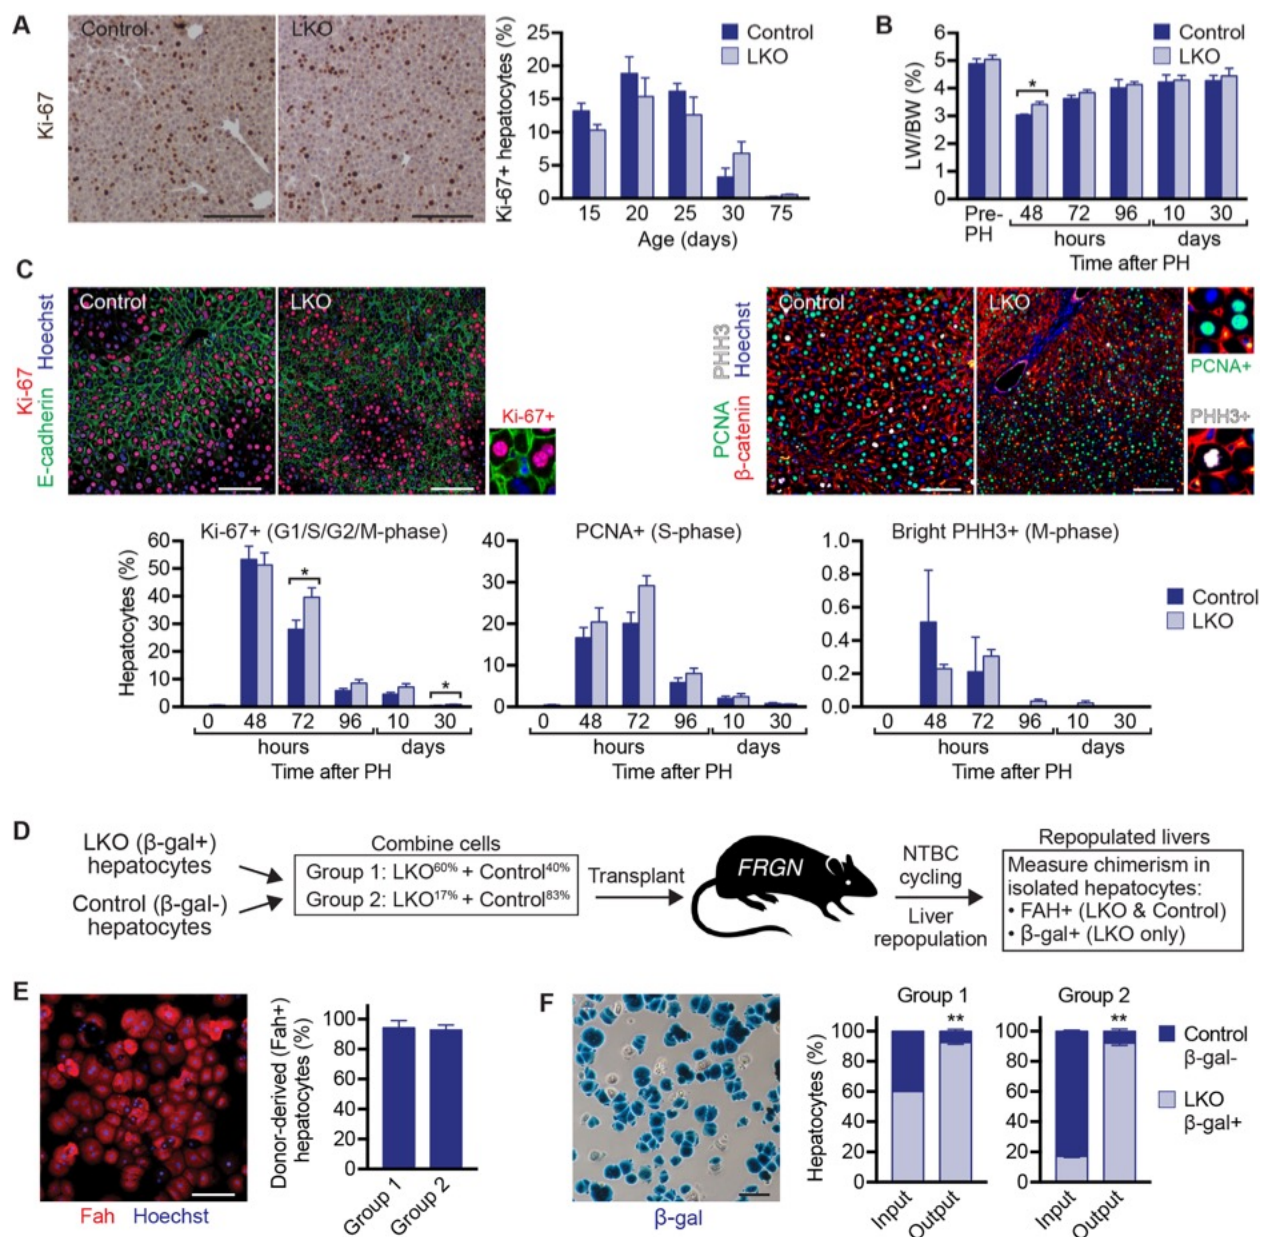 A
Control
LKO
Ki-67
Ki-67+ hepatocytes (%)
25
20
15
10
5
0
15 20 25 30 75
Age (days)
Control
LKO
B
LW/BW (%)
6
5
4
3
2
1
0
Control
LKO
*
Pre-PH 48 72 96 10 30
hours days
Time after PH
C
Ki-67
E-cadherin Hoechst
Control
LKO
Ki-67+
PCNA PHH3
β-catenin Hoechst
Control
LKO
PCNA+
PHH3+
Ki-67+ (G1/S/G2/M-phase)
Hepatocytes (%)
60
50
40
30
20
10
0
*
*
0 48 72 96 10 30
hours days
Time after PH
PCNA+ (S-phase)
40
30
20
10
0
0 48 72 96 10 30
hours days
Time after PH
Bright PHH3+ (M-phase)
1.0
0.8
0.6
0.4
0.2
0.0
0 48 72 96 10 30
hours days
Time after PH
Control
LKO
D
LKO (β-gal+)
hepatocytes
Control (β-gal-)
hepatocytes
Combine cells
Group 1: LKO60% + Control40%
Group 2: LKO17% + Control83%
Transplant
FRGN
NTBC
cycling
Liver
repopulation
Repopulated livers
Measure chimerism in
isolated hepatocytes:
• FAH+ (LKO & Control)
• β-gal+ (LKO only)
E
Fah Hoechst
Donor-derived (Fah+)
hepatocytes (%)
100
80
60
40
20
0
Group 1
Group 2
F
β-gal
Hepatocytes (%)
Group 1
**
100
80
60
40
20
0
Input
Output
Group 2
**
100
80
60
40
20
0
Input
Output
Control
β-gal-
LKO
β-gal+